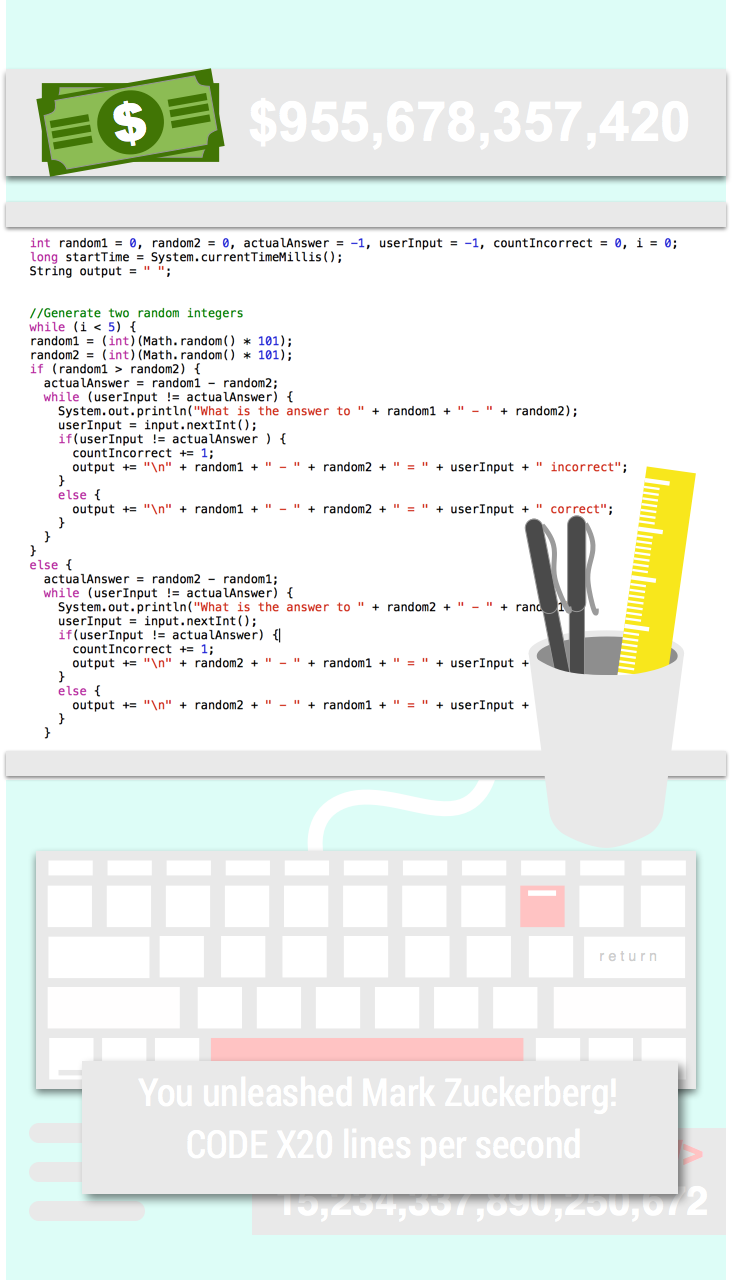 $
$955,678,357,420
int random1 = 0, random2 = 0, actualAnswer = -1, userInput = -1, countIncorrect = 0, i = 0;
long startTime = System.currentTimeMillis();
String output = " ";
//Generate two random integers
while (i < 5) {
random1 = (int)(Math.random() * 101);
random2 = (int)(Math.random() * 101);
if (random1 > random2) {
  actualAnswer = random1 - random2;
  while (userInput != actualAnswer) {
    System.out.println("What is the answer to " + random1 + " - " + random2);
    userInput = input.nextInt();
    if(userInput != actualAnswer ) {
      countIncorrect += 1;
      output += "\n" + random1 + " - " + random2 + " = " + userInput + " incorrect";
    }
    else {
      output += "\n" + random1 + " - " + random2 + " = " + userInput + " correct";
    }
  }
}
else {
  actualAnswer = random2 - random1;
  while (userInput != actualAnswer) {
    System.out.println("What is the answer to " + random2 + " - " +
    userInput = input.nextInt();
    if(userInput != actualAnswer) {
      countIncorrect += 1;
      output += "\n" + random2 + " - " + random1 + " = " + userInput +
    }
    else {
      output += "\n" + random2 + " - " + random1 + " = " + userInput +
    }
  }
return
You unleashed Mark Zuckerberg!
CODE X20 lines per second
>
15,234,337,890,250,672